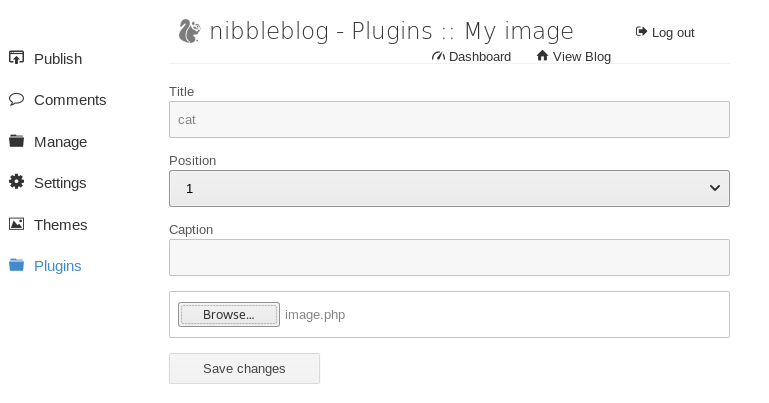 nibbleblog - Plugins :: My image
Log out
Dashboard
View Blog
Publish
Comments
Manage
Settings
Themes
Plugins
Title
cat
Position
1
Caption
Browse...
image.php
Save changes